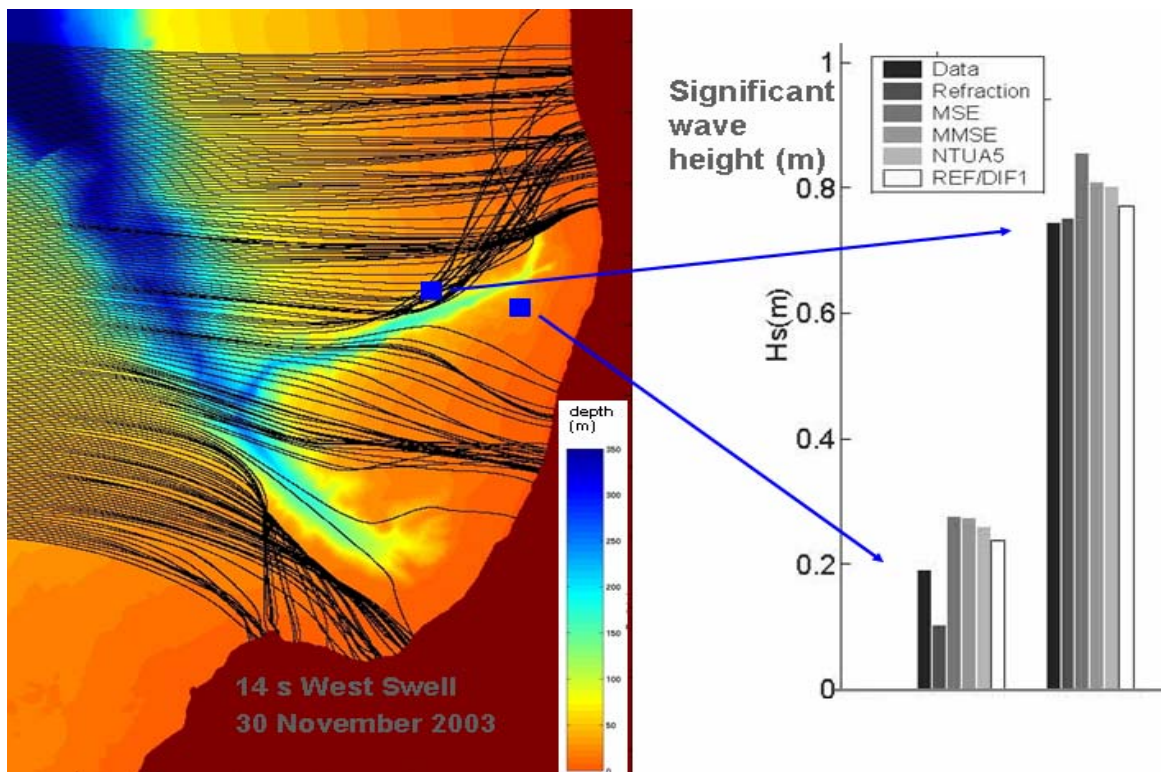 14 s West Swell
30 November 2003
depth
(m)
350
300
250
200
150
100
50
0
Significant
wave
height (m)
Data
Refraction
MSE
MMSE
NTUA5
REF/DIF1
Hs(m)
1
0.8
0.6
0.4
0.2
0